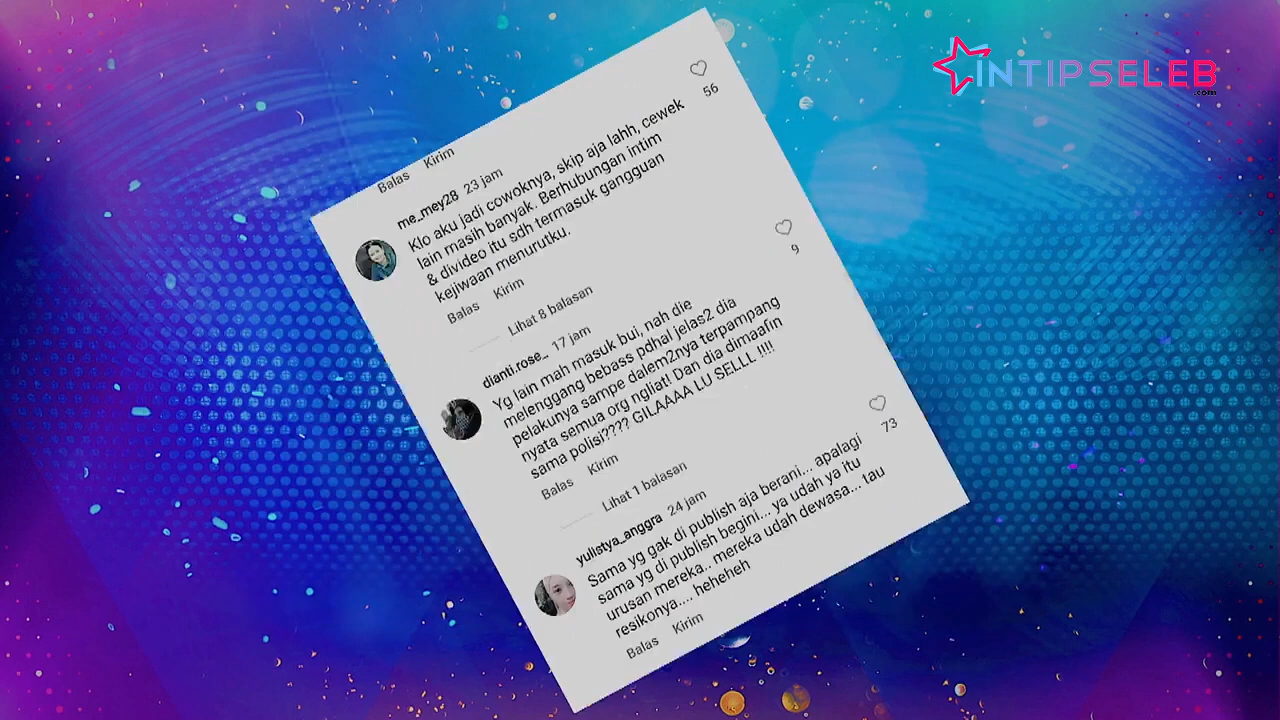 INTIPSELEB
.com
Balas Kirim
56
me_mey28 23 jam
Klo aku jadi cowoknya, skip aja lahh, cewek
lain masih banyak. Berhubungan intim
& divideo itu sdh termasuk gangguan
kejiwaan menurutku.
Balas Kirim
Lihat 8 balasan
9
dianti.rose_ 17 jam
Yg lain mah masuk bui, nah die
melenggang bebass pdhal jelas2 dia
pelakunya sampe dalem2nya terpampang
nyata semua org ngliat! Dan dia dimaafin
sama polisi???? GILAAAA LU SELLL !!!!
Balas Kirim
Lihat 1 balasan
73
yulistya_anggra 24 jam
Sama yg gak di publish aja berani... apalagi
sama yg di publish begini... ya udah ya itu
urusan mereka.. mereka udah dewasa... tau
resikonya.... heheheh
Balas Kirim